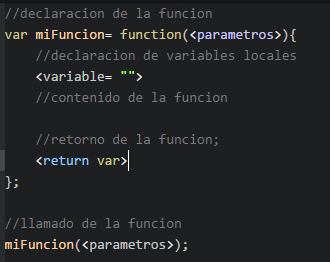 //declaracion de la funcion
var miFuncion= function(<parametros>){
//declaracion de variables locales
<variable= "">
//contenido de la funcion
//retorno de la funcion;
<return var>
};
//llamado de la funcion
miFuncion(<parametros>);